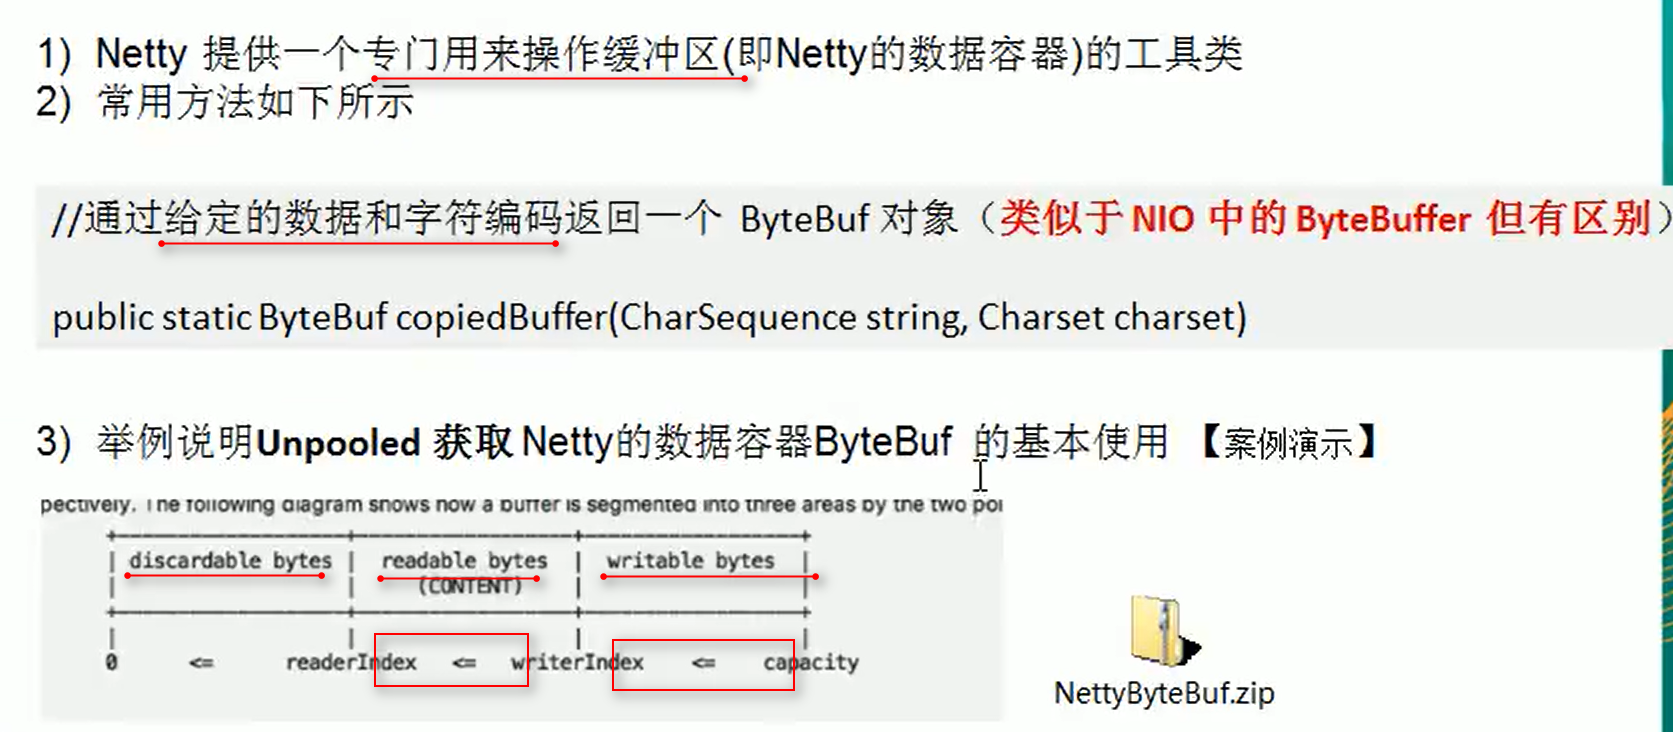 1) Netty 提供一个专门用来操作缓冲区(即Netty的数据容器)的工具类
2) 常用方法如下所示
//通过给定的数据和字符编码返回一个 ByteBuf 对象（类似于 NIO 中的 ByteBuffer 但有区别）
public static ByteBuf copiedBuffer(CharSequence string, Charset charset)
3) 举例说明Unpooled 获取 Netty的数据容器ByteBuf 的基本使用 【案例演示】
pectively. The following diagram shows how a buffer is segmented into three areas by the two poi
discardable bytes | readable bytes | writable bytes
(CONTENT)
0 <= readerIndex <= writerIndex <= capacity
NettyByteBuf.zip